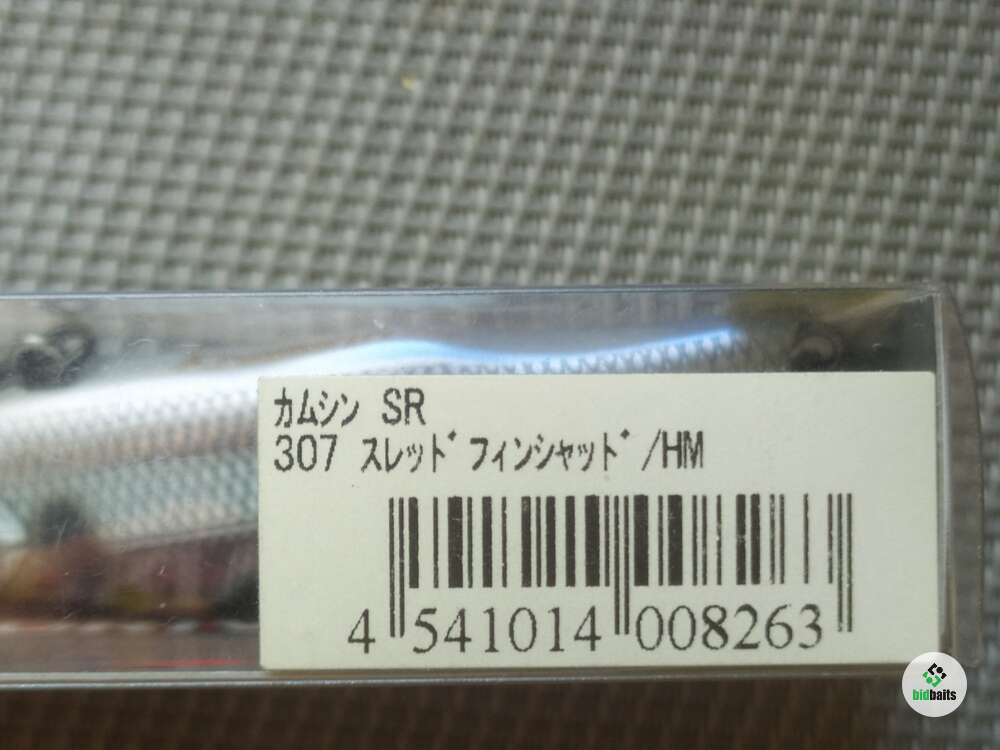 ｶﾑｼﾝ SR
307 ｽﾚｯﾄﾞﾌｨﾝｼｬｯﾄﾞ/HM
4 541014 008263
bidbaits